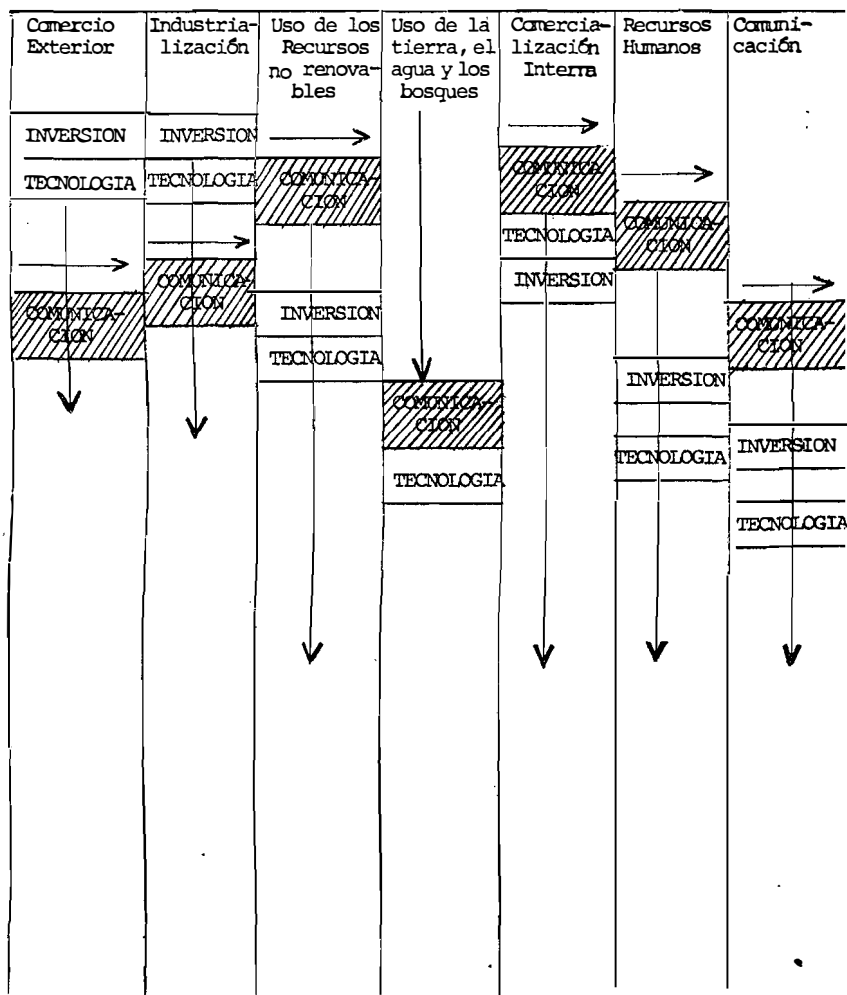 Comercio
Exterior
Industria-
lización
Uso de los
Recursos
no renova-
bles
Uso de la
tierra, el
agua y los
bosques
Comercia-
lización
Interna
Recursos
Humanos
Comuni-
cación
INVERSION
TECNOLOGIA
COMUNICA-
CION
INVERSION
TECNOLOGIA
COMUNICA-
CION
COMUNICA-
CION
INVERSION
TECNOLOGIA
COMUNICA-
CION
TECNOLOGIA
COMUNICA
CION
TECNOLOGIA
INVERSION
COMUNICA-
CION
INVERSION
TECNOLOGIA
COMUNICA-
CION
INVERSION
TECNOLOGIA